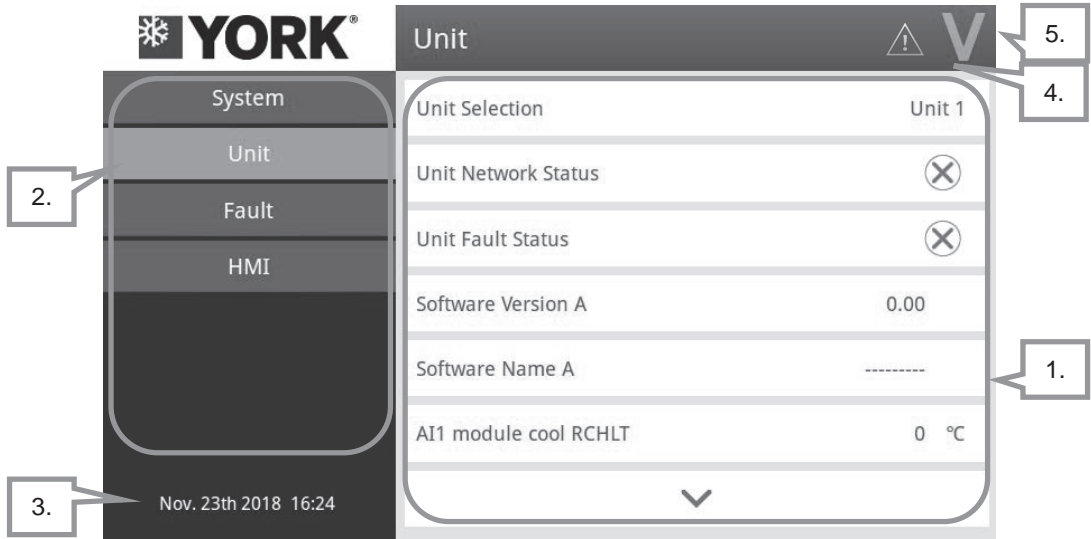 YORK®
Unit
V
5.
4.
System
Unit
Fault
HMI
2.
Unit Selection Unit 1
Unit Network Status
Unit Fault Status
Software Version A 0.00
Software Name A ---------
AI1 module cool RCHLT 0 ℃
1.
3.
Nov. 23th 2018 16:24